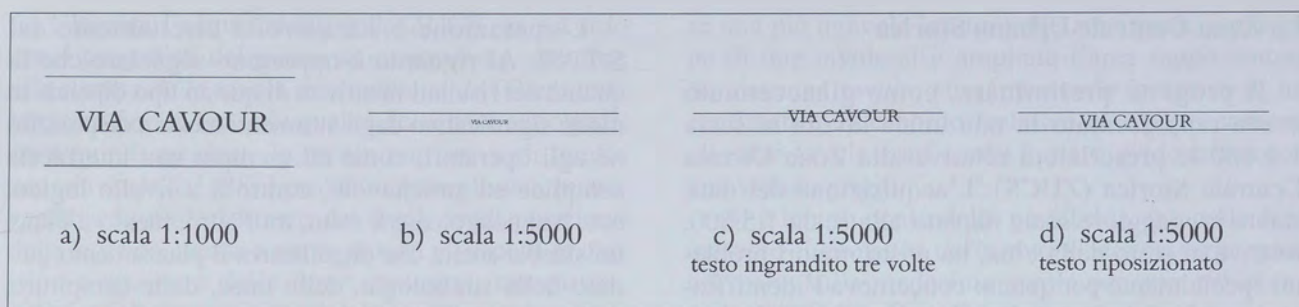 VIA CAVOUR
VIA CAVOUR
VIA CAVOUR
VIA CAVOUR
a) scala 1:1000
b) scala 1:5000
c) scala 1:5000
testo ingrandito tre volte
d) scala 1:5000
testo riposizionato